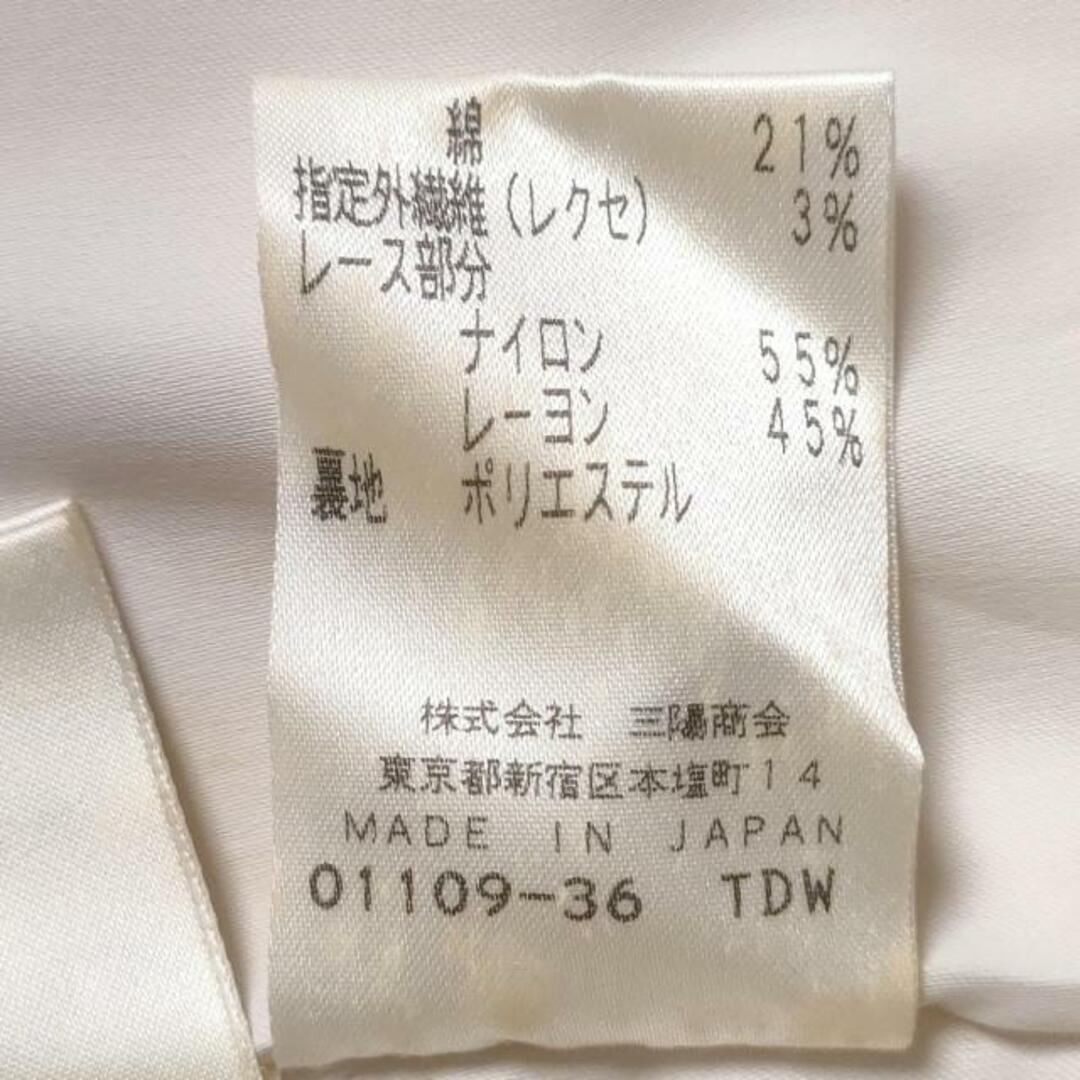 綿 21%
指定外繊維(レクセ) 3%
レース部分
ナイロン 55%
レーヨン 45%
裏地 ポリエステル
株式会社 三陽商会
東京都新宿区本塩町14
MADE IN JAPAN
01109-36 TDW